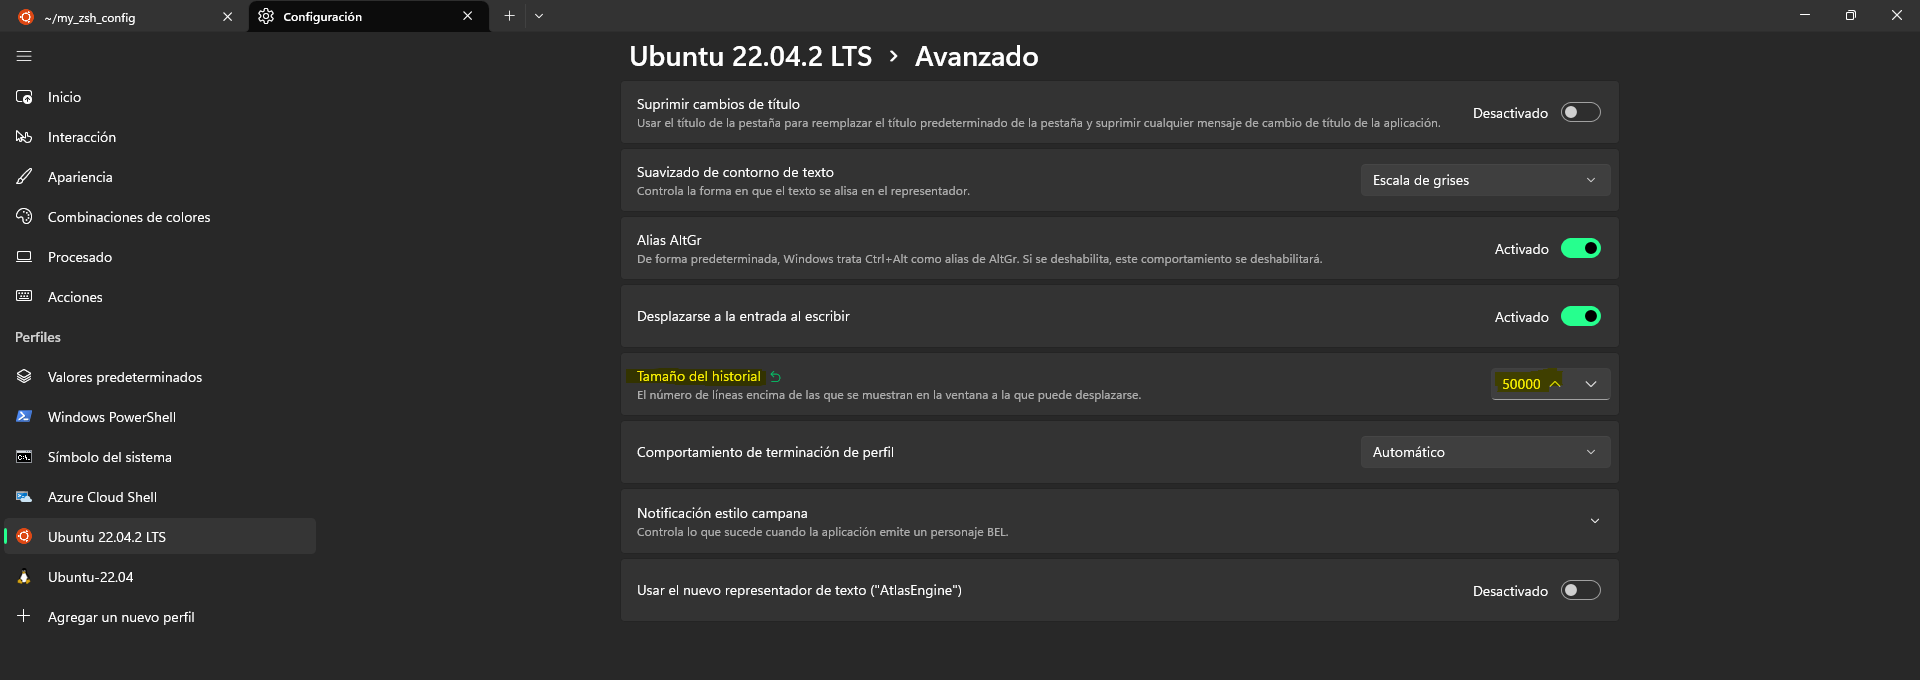 ~/my_zsh_config
Configuración
Inicio
Interacción
Apariencia
Combinaciones de colores
Procesado
Acciones
Perfiles
Valores predeterminados
Windows PowerShell
Símbolo del sistema
Azure Cloud Shell
Ubuntu 22.04.2 LTS
Ubuntu-22.04
Agregar un nuevo perfil
Ubuntu 22.04.2 LTS > Avanzado
Suprimir cambios de título
Usar el título de la pestaña para reemplazar el título predeterminado de la pestaña y suprimir cualquier mensaje de cambio de título de la aplicación.
Desactivado
Suavizado de contorno de texto
Controla la forma en que el texto se alisa en el representador.
Escala de grises
Alias AltGr
De forma predeterminada, Windows trata Ctrl+Alt como alias de AltGr. Si se deshabilita, este comportamiento se deshabilitará.
Activado
Desplazarse a la entrada al escribir
Activado
Tamaño del historial
El número de líneas encima de las que se muestran en la ventana a la que puede desplazarse.
50000
Comportamiento de terminación de perfil
Automático
Notificación estilo campana
Controla lo que sucede cuando la aplicación emite un personaje BEL.
Usar el nuevo representador de texto ("AtlasEngine")
Desactivado